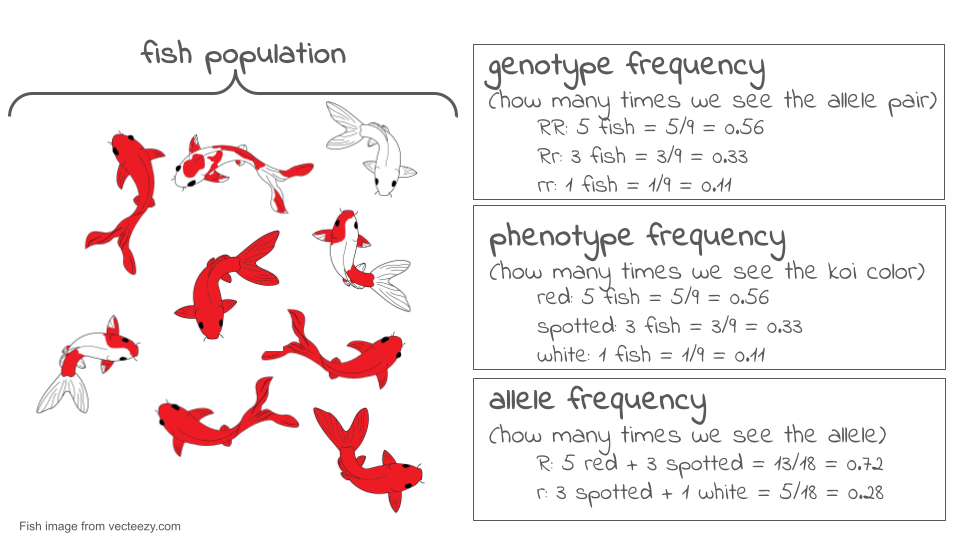 fish population
genotype frequency
(how many times we see the allele pair)
RR: 5 fish = 5/9 = 0.56
Rr: 3 fish = 3/9 = 0.33
rr: 1 fish = 1/9 = 0.11
phenotype frequency
(how many times we see the koi color)
red: 5 fish = 5/9 = 0.56
spotted: 3 fish = 3/9 = 0.33
white: 1 fish = 1/9 = 0.11
allele frequency
(how many times we see the allele)
R: 5 red + 3 spotted = 13/18 = 0.72
r: 3 spotted + 1 white = 5/18 = 0.28
Fish image from vecteezy.com